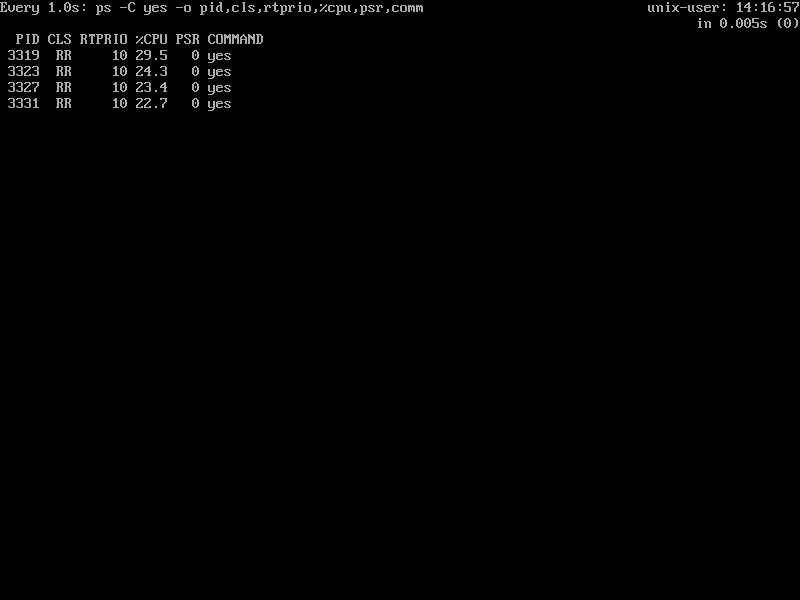 Every 1.0s: ps -C yes -o pid,cls,rtprio,%cpu,psr,comm unix-user: 14:16:57
in 0.005s (0)
PID CLS RTPRIO %CPU PSR COMMAND
3319 RR 10 29.5 0 yes
3323 RR 10 24.3 0 yes
3327 RR 10 23.4 0 yes
3331 RR 10 22.7 0 yes